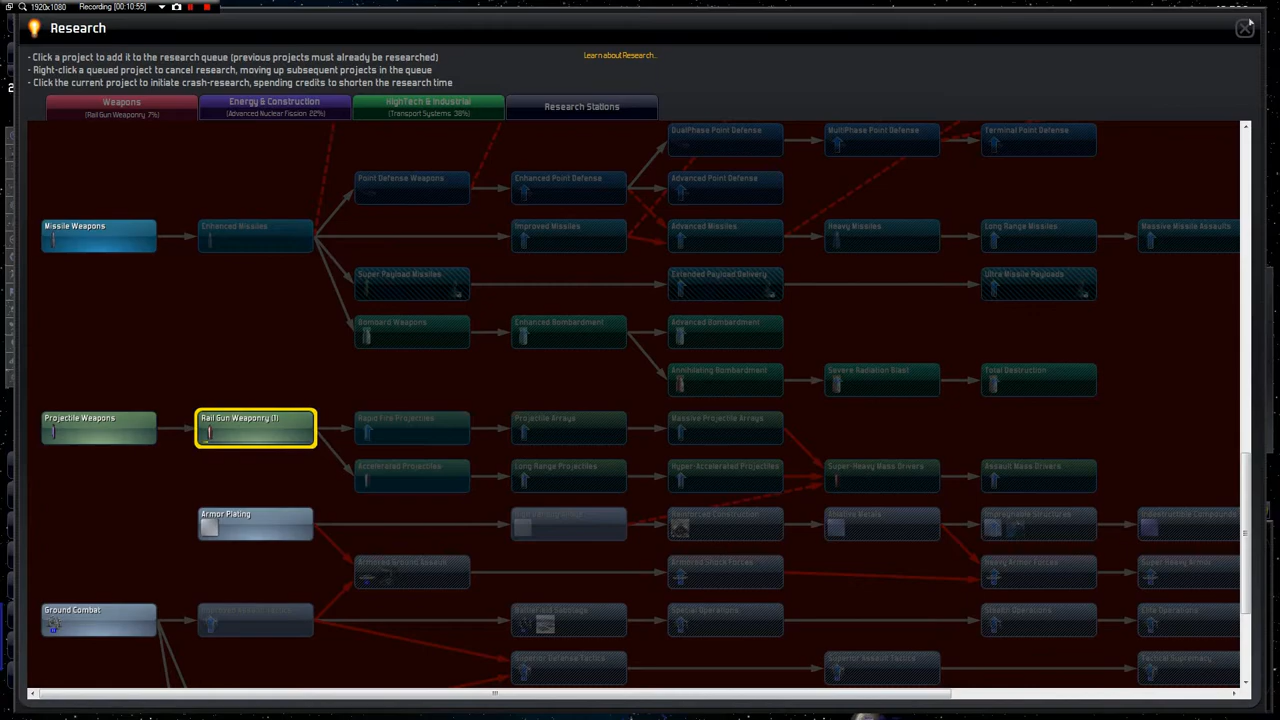 1920x1080 Recording [00:10:55]
Research
- Click a project to add it to the research queue (previous projects must already be researched)
- Right-click a queued project to cancel research, moving up subsequent projects in the queue
- Click the current project to initiate crash-research, spending credits to shorten the research time
Learn about Research...
Weapons
(Rail Gun Weaponry 7%)
Energy & Construction
(Advanced Nuclear Fission 22%)
HighTech & Industrial
(Transport Systems 38%)
Research Stations
DualPhase Point Defense
MultiPhase Point Defense
Terminal Point Defense
Point Defense Weapons
Enhanced Point Defense
Advanced Point Defense
Missile Weapons
Enhanced Missiles
Improved Missiles
Advanced Missiles
Heavy Missiles
Long Range Missiles
Massive Missile Assaults
Super Payload Missiles
Extended Payload Delivery
Ultra Missile Payloads
Bombard Weapons
Enhanced Bombardment
Advanced Bombardment
Annihilating Bombardment
Severe Radiation Blast
Total Destruction
Projectile Weapons
Rail Gun Weaponry (1)
Rapid Fire Projectiles
Projectile Arrays
Massive Projectile Arrays
Accelerated Projectiles
Long Range Projectiles
Hyper-Accelerated Projectiles
Super-Heavy Mass Drivers
Assault Mass Drivers
Armor Plating
Reinforced Construction
Ablative Metals
Impregnable Structures
Indestructible Compounds
Armored Ground Assault
Armored Shock Forces
Heavy Armor Forces
Super Heavy Armor
Ground Combat
Battlefield Sabotage
Special Operations
Stealth Operations
Elite Operations
Superior Defense Tactics
Superior Assault Tactics
Tactical Supremacy